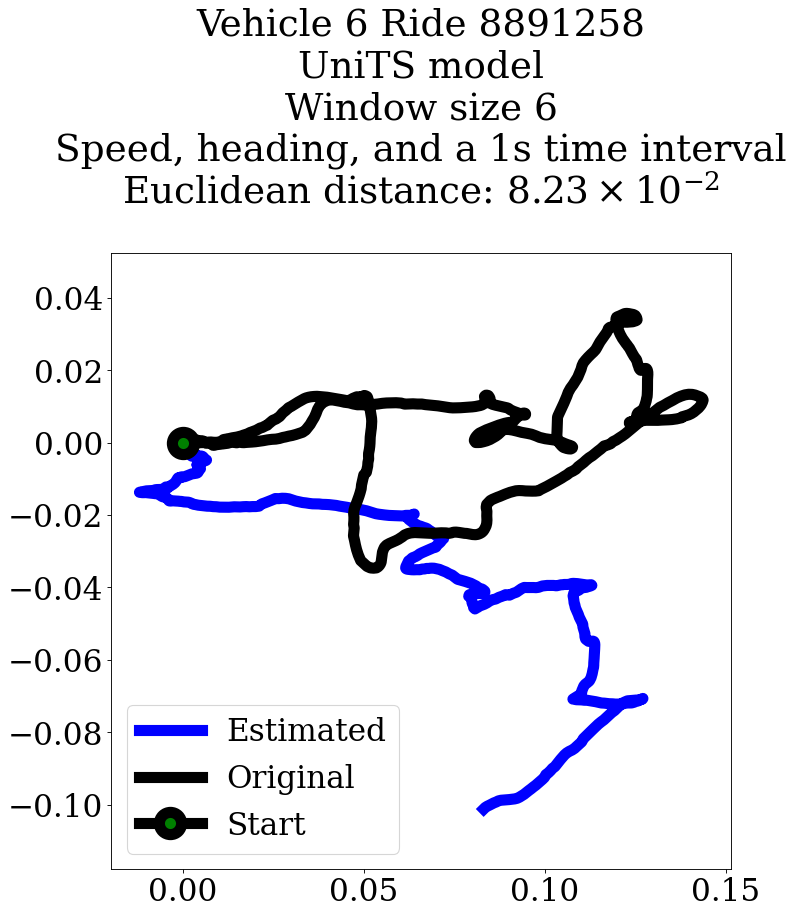 Vehicle 6 Ride 8891258
UniTS model
Window size 6
Speed, heading, and a 1s time interval
Euclidean distance: 8.23 × 10⁻²
0.04
0.02
0.00
−0.02
−0.04
−0.06
−0.08
−0.10
Estimated
Original
Start
0.00 0.05 0.10 0.15